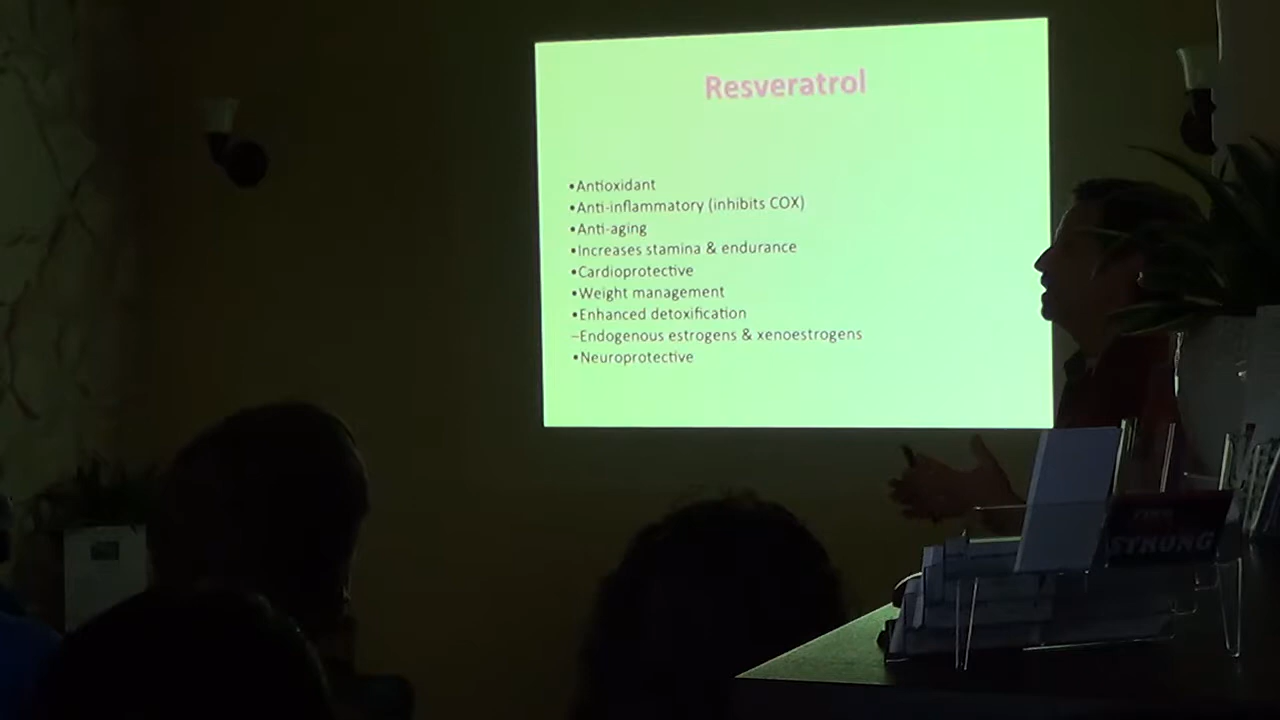 Resveratrol
•Antioxidant
•Anti-inflammatory (inhibits COX)
•Anti-aging
•Increases stamina & endurance
•Cardioprotective
•Weight management
•Enhanced detoxification
–Endogenous estrogens & xenoestrogens
•Neuroprotective
STRONG